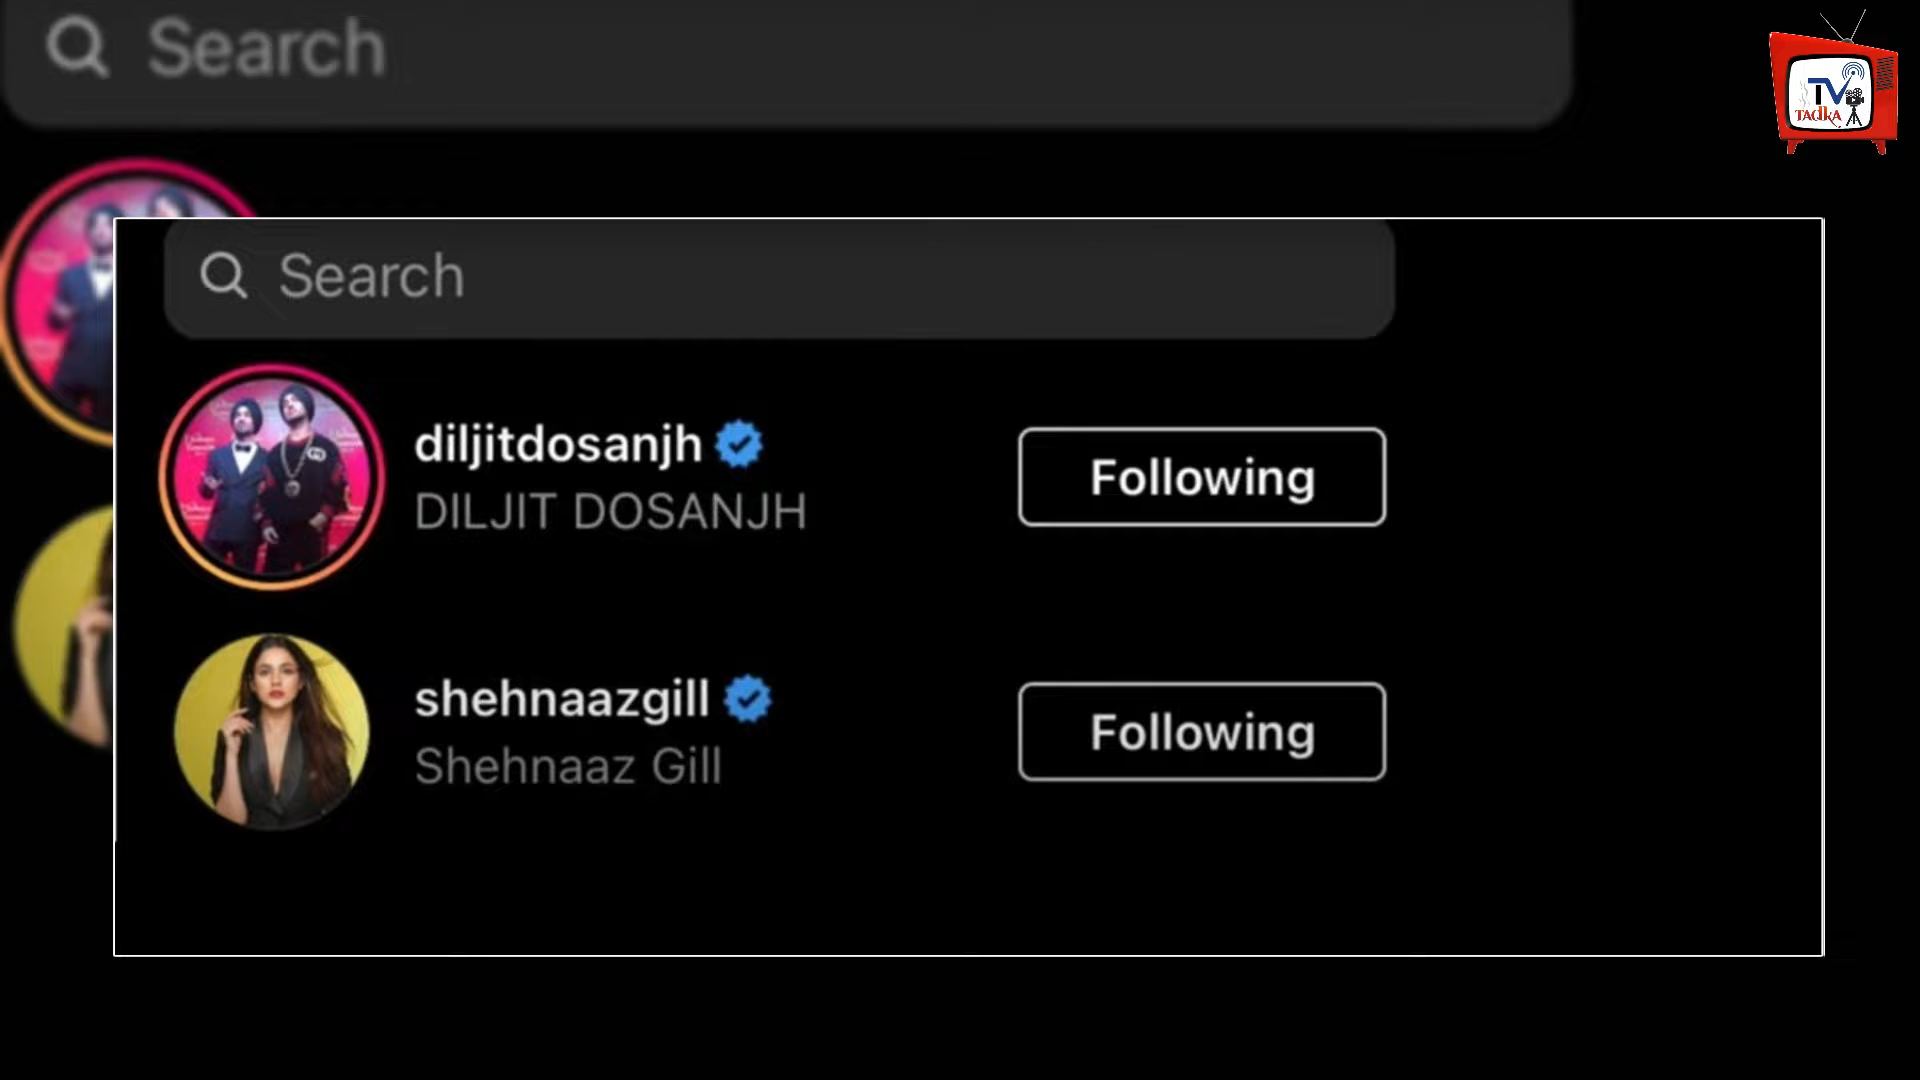 Search
TV
TADKA
Search
diljitdosanjh
DILJIT DOSANJH
Following
shehnaazgill
Shehnaaz Gill
Following